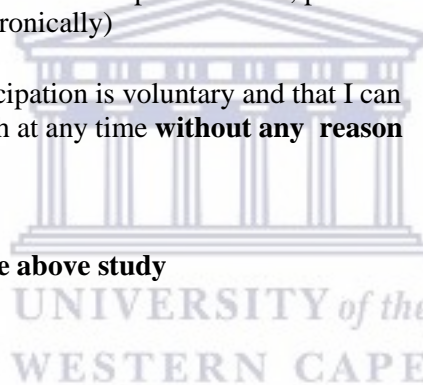 ronically)
cipation is voluntary and that I can
at any time without any reason
e above study
UNIVERSITY of the
WESTERN CAPE